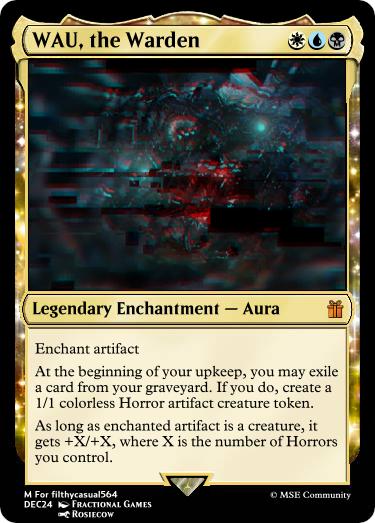 WAU, the Warden
Legendary Enchantment — Aura
Enchant artifact
At the beginning of your upkeep, you may exile
a card from your graveyard. If you do, create a
1/1 colorless Horror artifact creature token.
As long as enchanted artifact is a creature, it
gets +X/+X, where X is the number of Horrors
you control.
M For filthycasual564
DEC24 Fractional Games
Rosiecow
© MSE Community